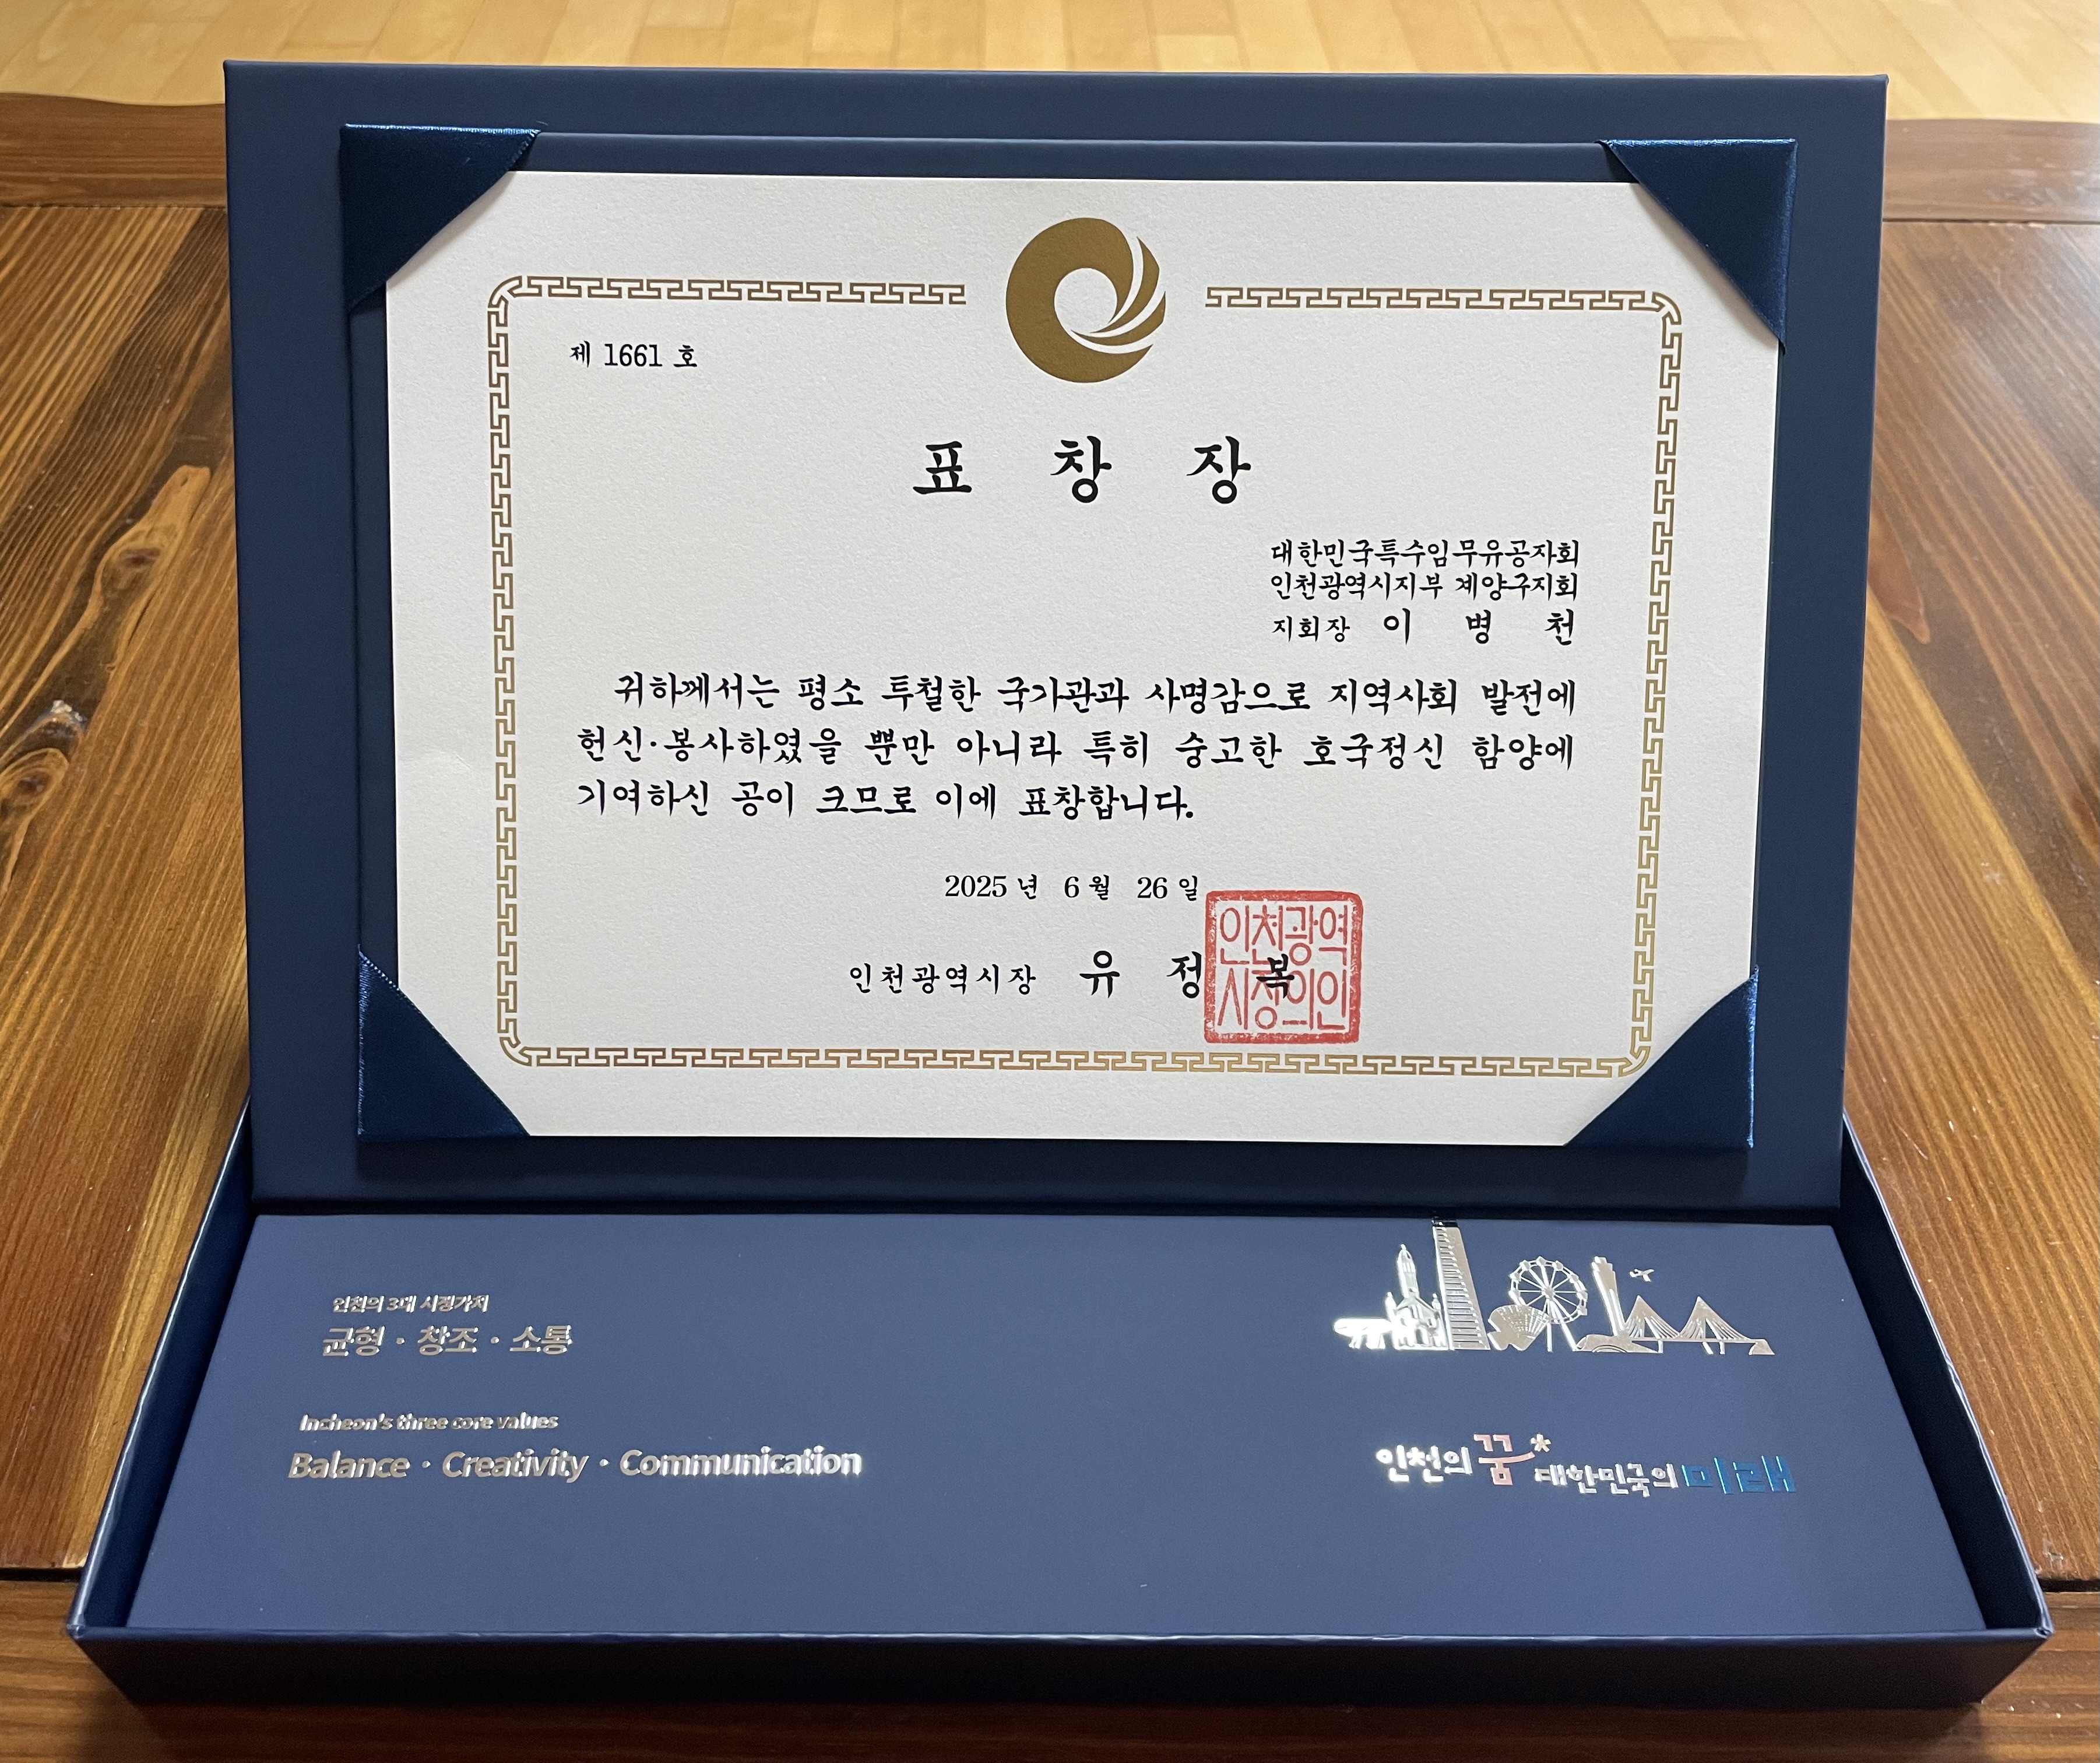 제 1661 호
표 창 장
대한민국특수임무유공자회
인천광역시지부 계양구지회
지회장 이 병 천
귀하께서는 평소 투철한 국가관과 사명감으로 지역사회 발전에
헌신·봉사하였을 뿐만 아니라 특히 숭고한 호국정신 함양에
기여하신 공이 크므로 이에 표창합니다.
2025 년 6 월 26 일
인천광역시장 유 정 복
인천광역
시장의인
인천의 3대 시정가치
균형 · 창조 · 소통
Incheon's three core values
Balance · Creativity · Communication
인천의 꿈 대한민국의 미래